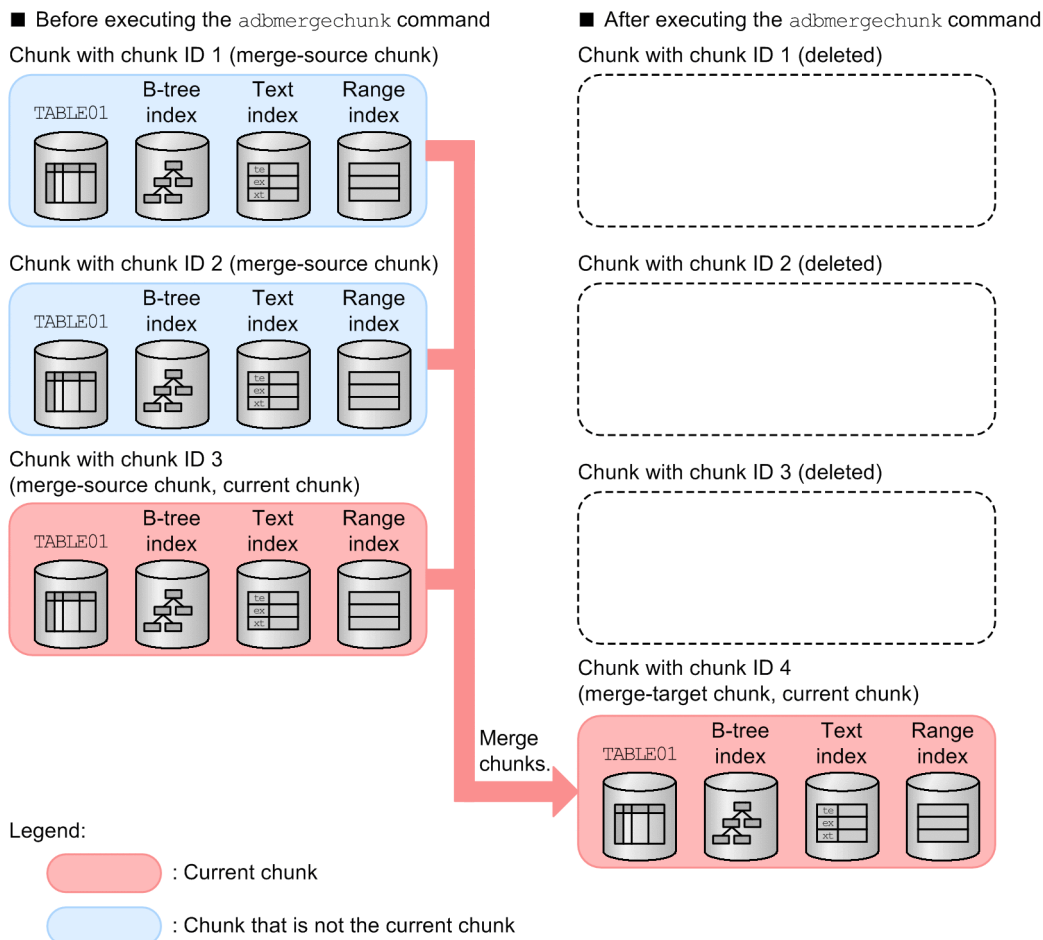 ■ Before executing the adbmergechunk command
Chunk with chunk ID 1 (merge-source chunk)
TABLE01
B-tree
index
Text
index
Range
index
te
ex
xt
Chunk with chunk ID 2 (merge-source chunk)
TABLE01
B-tree
index
Text
index
Range
index
te
ex
xt
Chunk with chunk ID 3
(merge-source chunk, current chunk)
TABLE01
B-tree
index
Text
index
Range
index
te
ex
xt
■ After executing the adbmergechunk command
Chunk with chunk ID 1 (deleted)
Chunk with chunk ID 2 (deleted)
Chunk with chunk ID 3 (deleted)
Chunk with chunk ID 4
(merge-target chunk, current chunk)
Merge
chunks.
TABLE01
B-tree
index
Text
index
Range
index
te
ex
xt
Legend:
: Current chunk
: Chunk that is not the current chunk